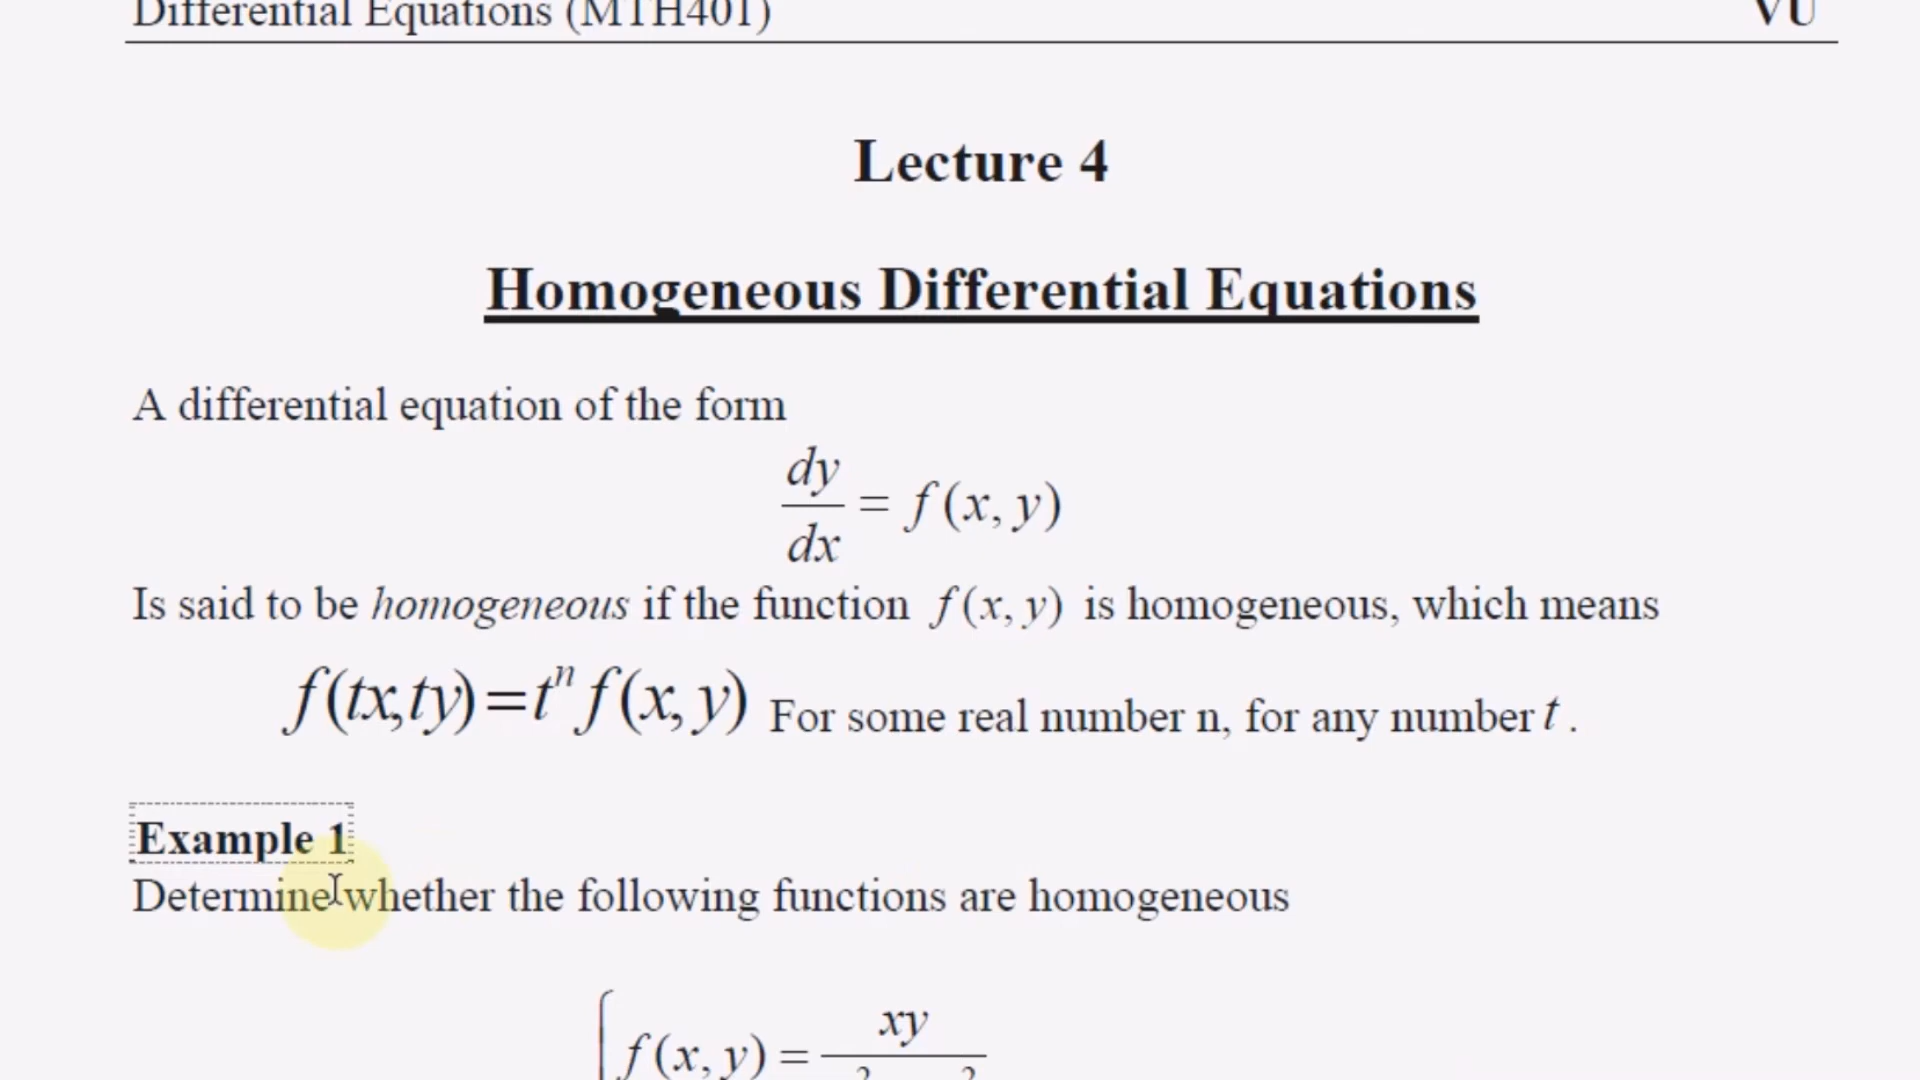 Differential Equations (MTH401) VU
Lecture 4
Homogeneous Differential Equations
A differential equation of the form
dy/dx = f(x, y)
Is said to be homogeneous if the function f(x, y) is homogeneous, which means
f(tx,ty)=tⁿf(x, y) For some real number n, for any number t .
Example 1
Determine whether the following functions are homogeneous
f(x, y) = xy